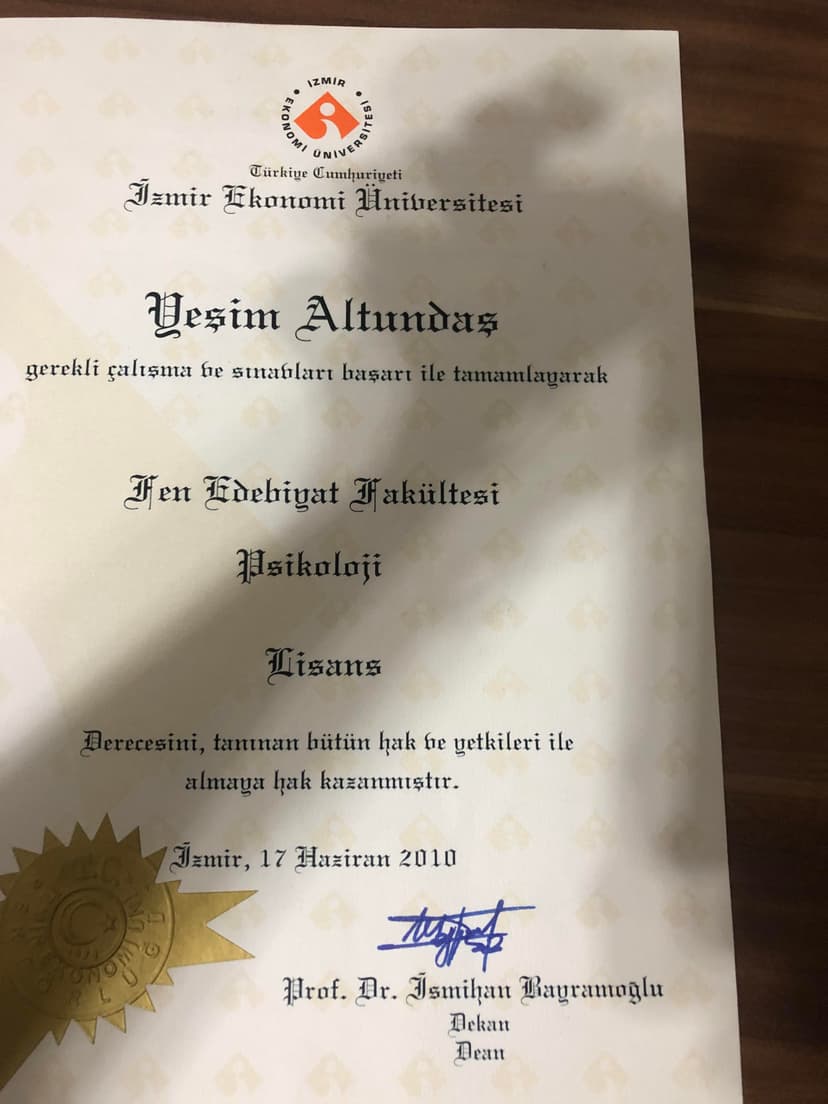 İZMİR EKONOMİ ÜNİVERSİTESİ
Türkiye Cumhuriyeti
İzmir Ekonomi Üniversitesi
Yeşim Altundaş
gerekli çalışma ve sınavları başarı ile tamamlayarak
Fen Edebiyat Fakültesi
Psikoloji
Lisans
Derecesini, tanınan bütün hak ve yetkileri ile
almaya hak kazanmıştır.
İzmir, 17 Haziran 2010
Prof. Dr. İsmihan Bayramoğlu
Dekan
Dean